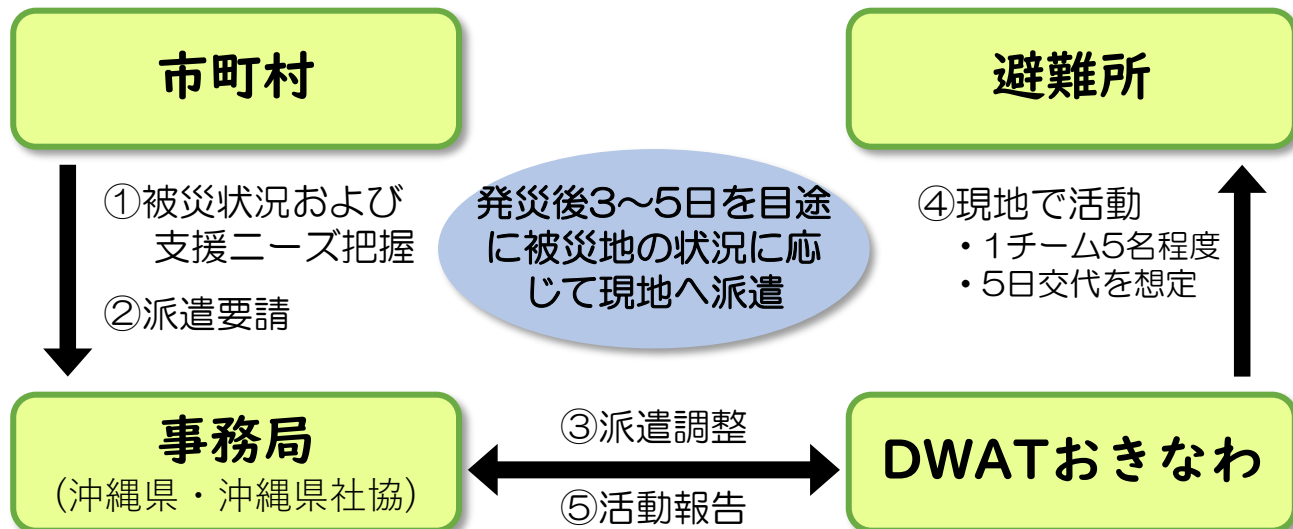 市町村
避難所
①被災状況および
支援ニーズ把握
②派遣要請
発災後3～5日を目途
に被災地の状況に応
じて現地へ派遣
④現地で活動
・1チーム5名程度
・5日交代を想定
事務局
(沖縄県・沖縄県社協)
③派遣調整
⑤活動報告
DWATおきなわ